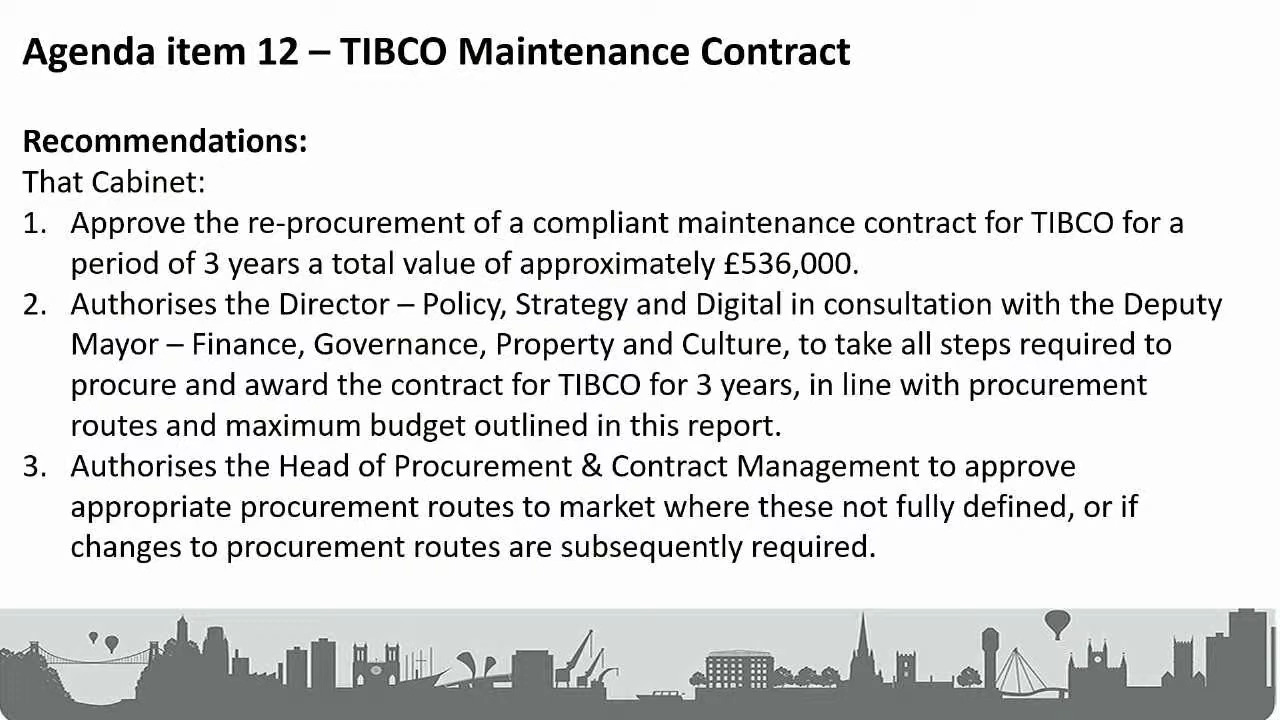 Agenda item 12 – TIBCO Maintenance Contract
Recommendations:
That Cabinet:
1. Approve the re-procurement of a compliant maintenance contract for TIBCO for a
period of 3 years a total value of approximately £536,000.
2. Authorises the Director – Policy, Strategy and Digital in consultation with the Deputy
Mayor – Finance, Governance, Property and Culture, to take all steps required to
procure and award the contract for TIBCO for 3 years, in line with procurement
routes and maximum budget outlined in this report.
3. Authorises the Head of Procurement & Contract Management to approve
appropriate procurement routes to market where these not fully defined, or if
changes to procurement routes are subsequently required.